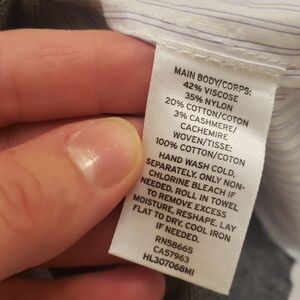 MAIN BODY/CORPS:
42% VISCOSE
35% NYLON
20% COTTON/COTON
3% CASHMERE/
CACHEMIRE
WOVEN/TISSE:
100% COTTON/COTON
HAND WASH COLD,
SEPARATELY. ONLY NON-
CHLORINE BLEACH IF
NEEDED. ROLL IN TOWEL
TO REMOVE EXCESS
MOISTURE, RESHAPE. LAY
FLAT TO DRY. COOL IRON
IF NEEDED.
RN58665
CA57963
HL307068MI